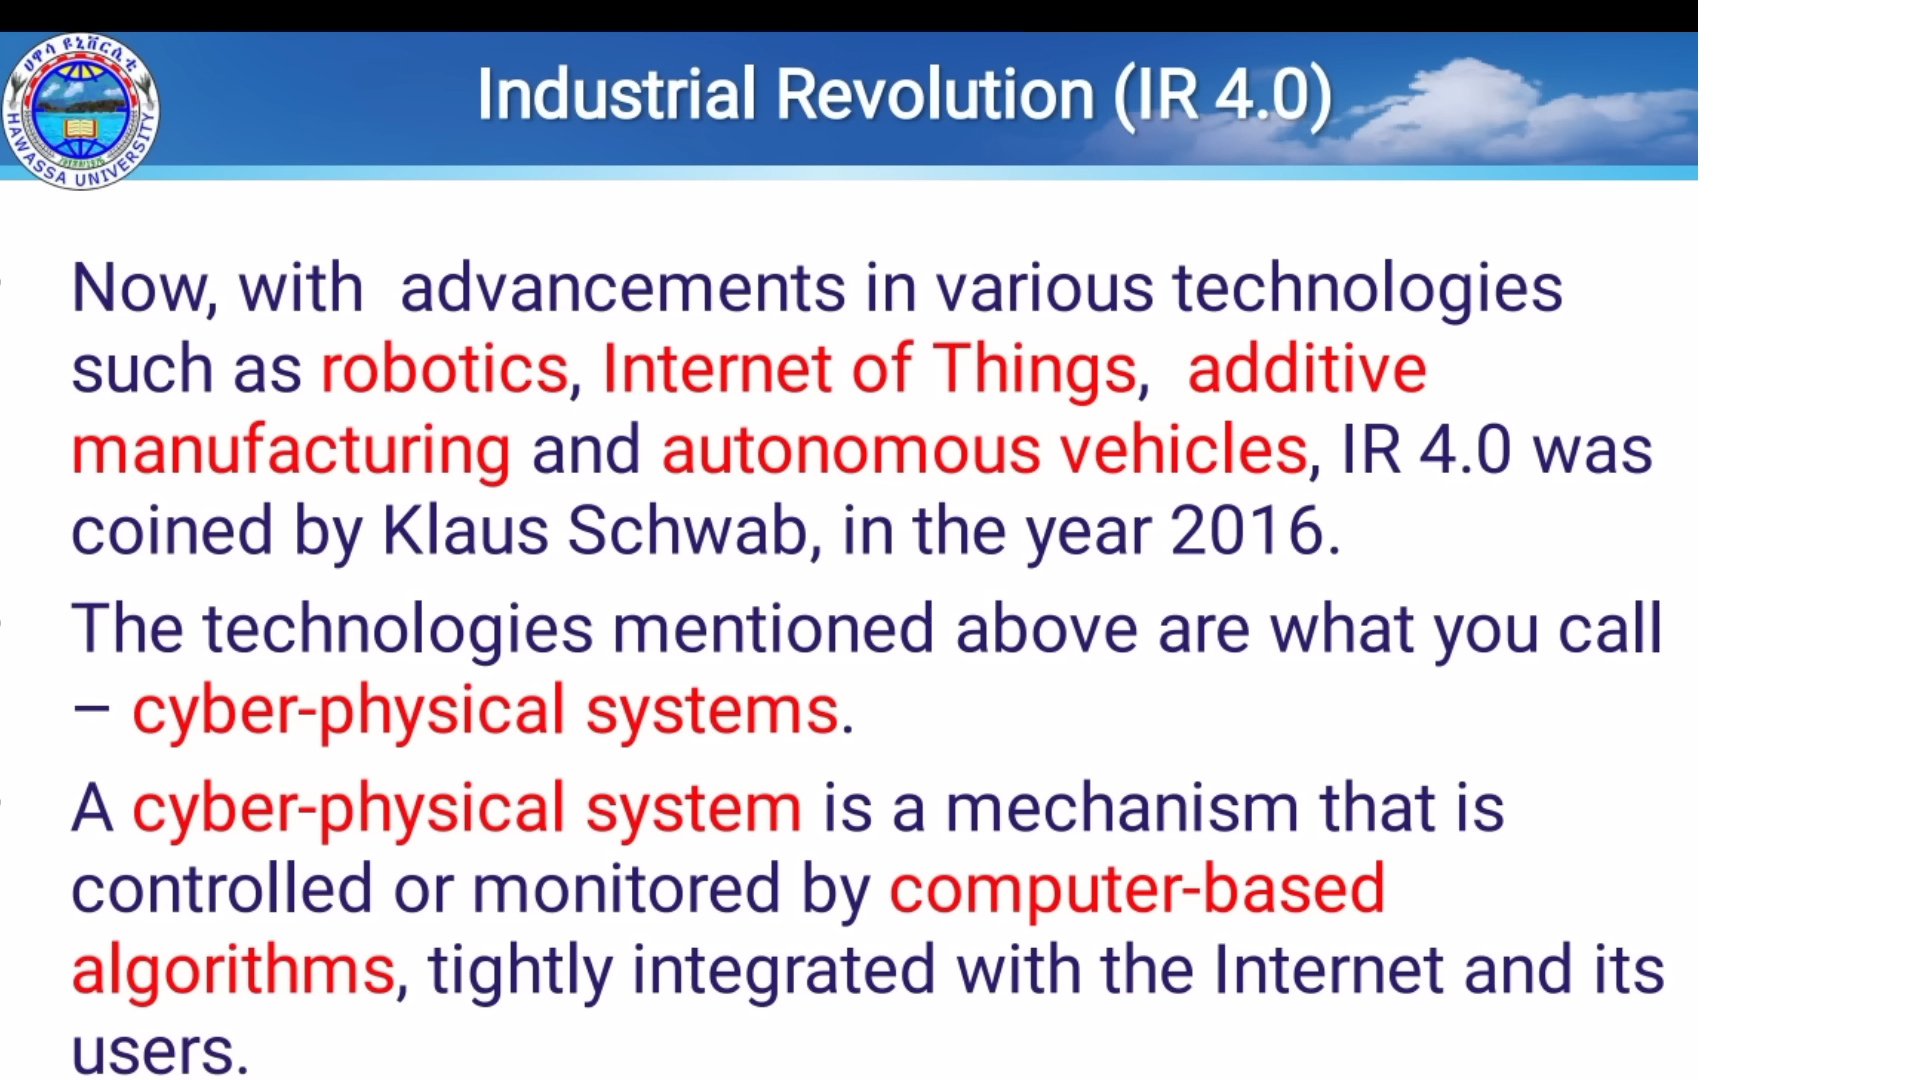 ሀዋሳ ዩኒቨርሲቲ
HAWASSA UNIVERSITY
Industrial Revolution (IR 4.0)
Now, with advancements in various technologies
such as robotics, Internet of Things, additive
manufacturing and autonomous vehicles, IR 4.0 was
coined by Klaus Schwab, in the year 2016.
The technologies mentioned above are what you call
– cyber-physical systems.
A cyber-physical system is a mechanism that is
controlled or monitored by computer-based
algorithms, tightly integrated with the Internet and its
users.